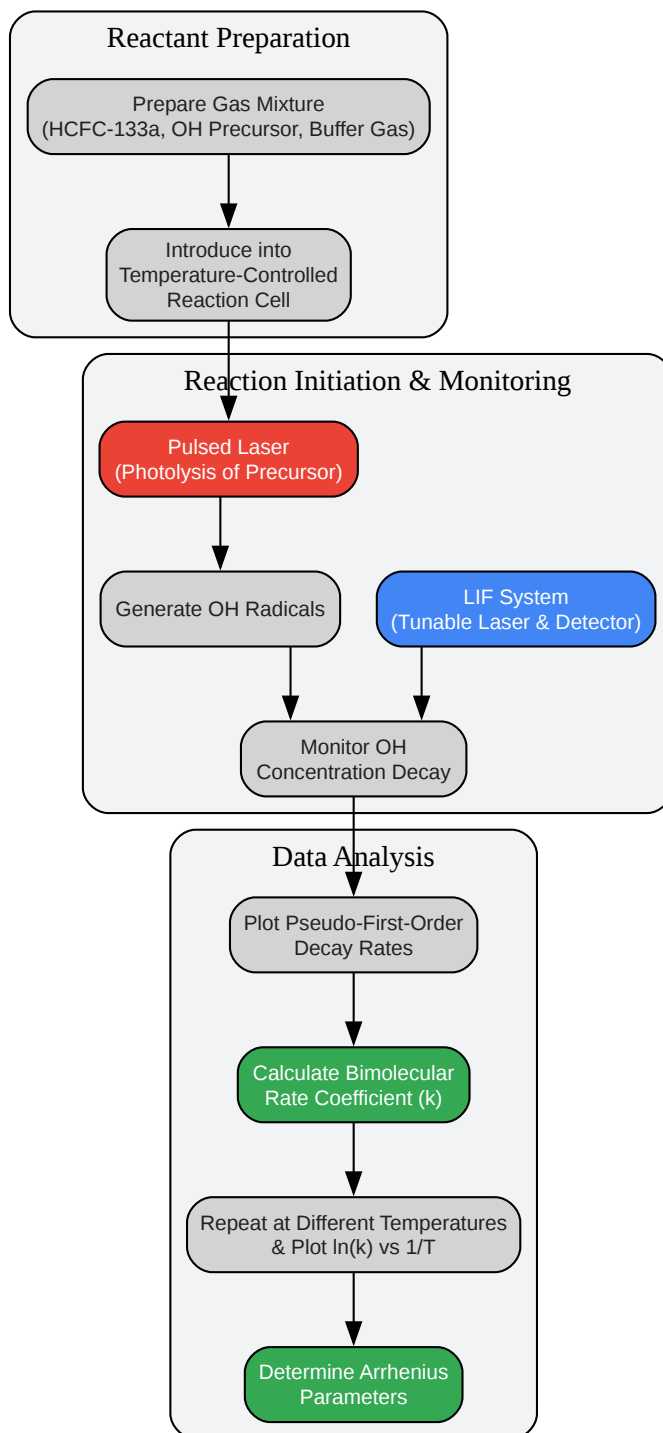 Reactant Preparation
Prepare Gas Mixture
(HCFC-133a, OH Precursor, Buffer Gas)
Introduce into
Temperature-Controlled
Reaction Cell
Reaction Initiation & Monitoring
Pulsed Laser
(Photolysis of Precursor)
Generate OH Radicals
LIF System
(Tunable Laser & Detector)
Monitor OH
Concentration Decay
Data Analysis
Plot Pseudo-First-Order
Decay Rates
Calculate Bimolecular
Rate Coefficient (k)
Repeat at Different Temperatures
& Plot ln(k) vs 1/T
Determine Arrhenius
Parameters